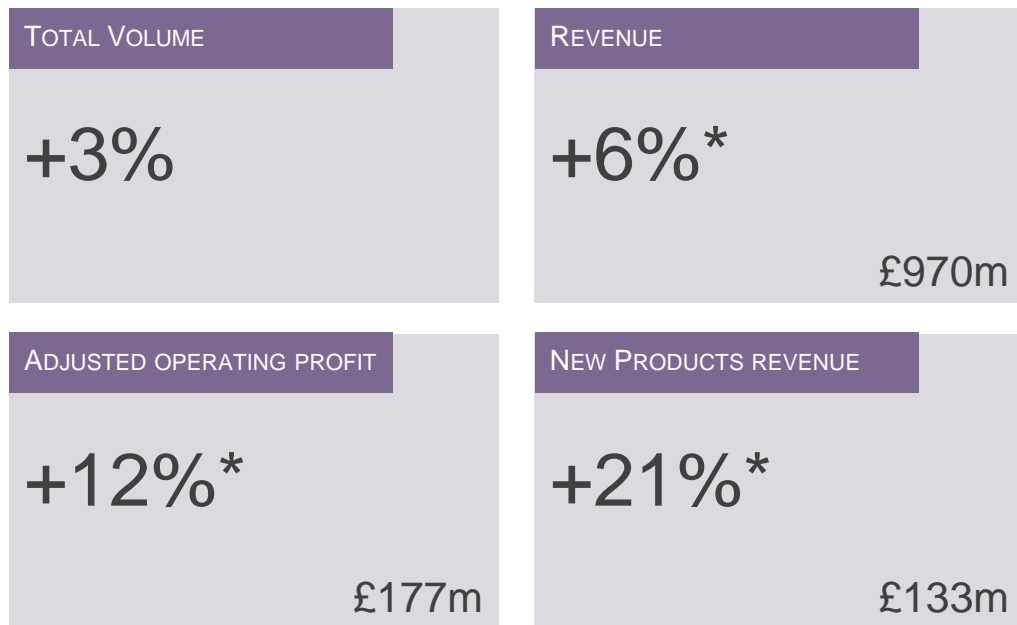 TOTAL VOLUME
+3%
REVENUE
+6%*
£970m
ADJUSTED OPERATING PROFIT
+12%*
£177m
NEW PRODUCTS REVENUE
+21%*
£133m